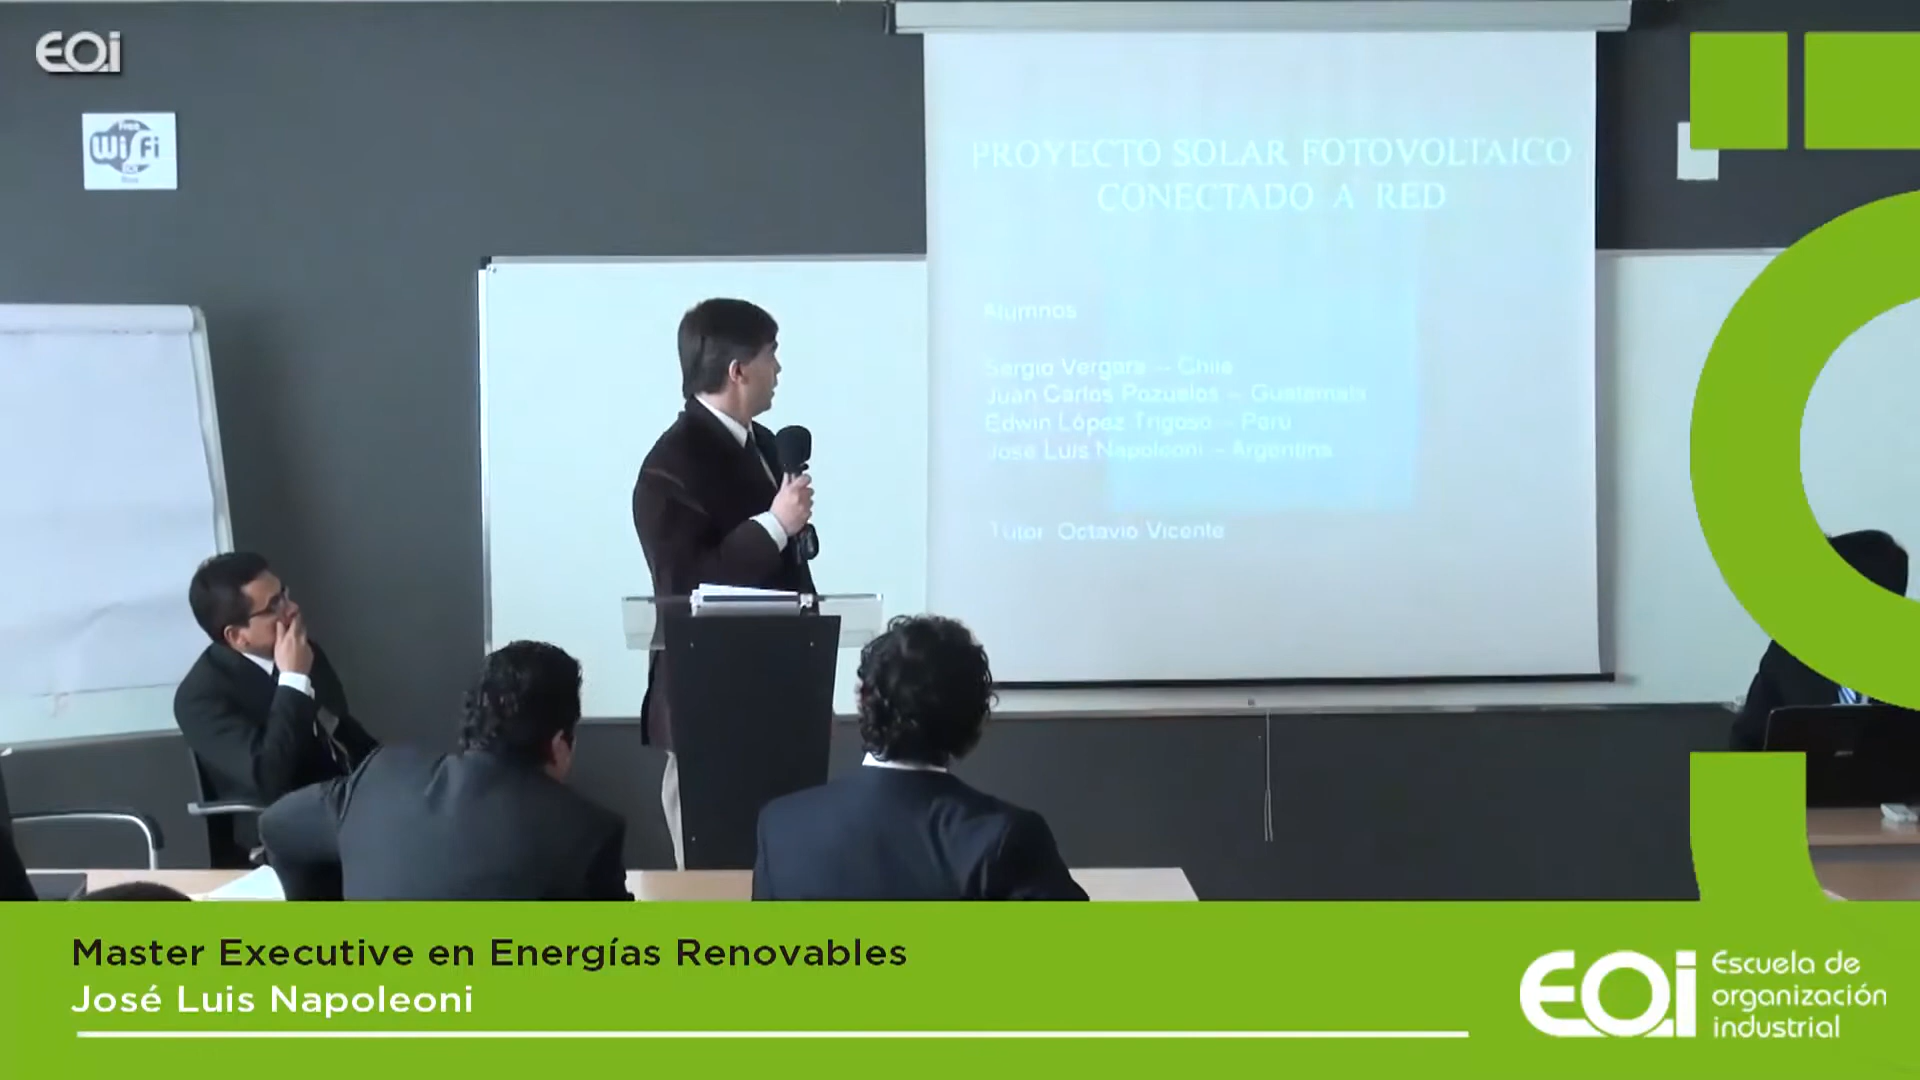 EOi
Free
Wi Fi
PROYECTO SOLAR FOTOVOLTAICO
CONECTADO A RED
Alumnos
Sergio Vergara – Chile
Juan Carlos Pozuelos – Guatemala
Edwin López Trigoso – Peru
Jose Luis Napoleoni – Argentina
Tutor Octavio Vicente
Master Executive en Energías Renovables
José Luis Napoleoni
EOi
Escuela de
organización
industrial